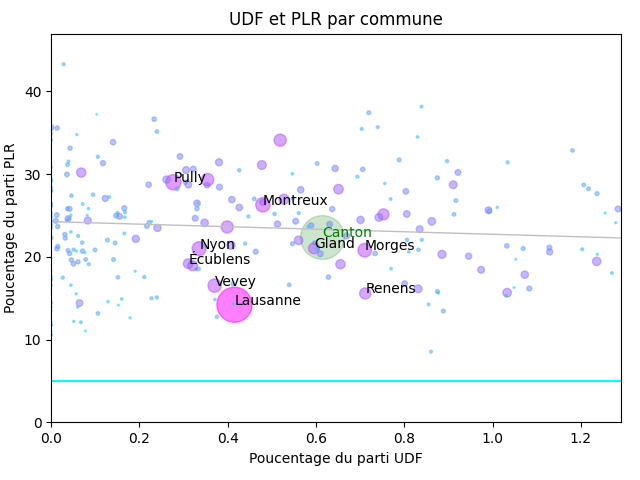 UDF et PLR par commune
Poucentage du parti PLR
40
30
20
10
0
Pully
Montreux
Canton
Nyon
Gland
Morges
Écublens
Vevey
Renens
Lausanne
0.0 0.2 0.4 0.6 0.8 1.0 1.2
Poucentage du parti UDF